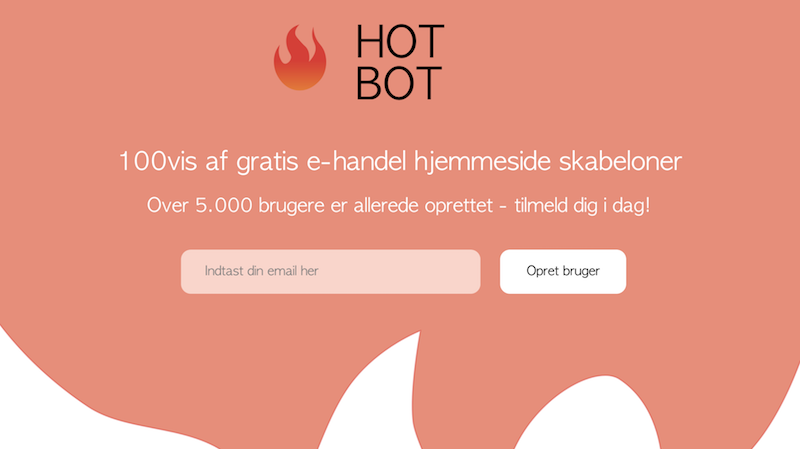 HOT
BOT
100vis af gratis e-handel hjemmeside skabeloner
Over 5.000 brugere er allerede oprettet - tilmeld dig i dag!
Indtast din email her
Opret bruger